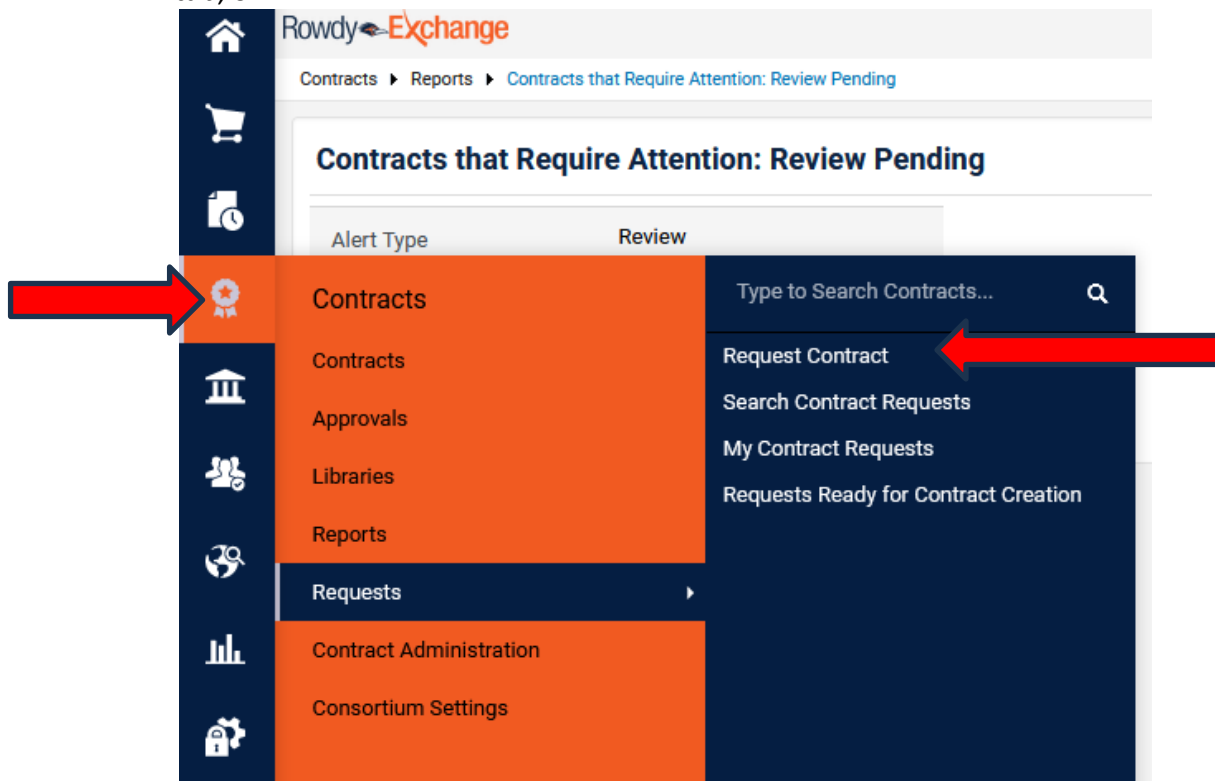 Rowdy Exchange
Contracts ▸ Reports ▸ Contracts that Require Attention: Review Pending
Contracts that Require Attention: Review Pending
Alert Type Review
Contracts
Contracts
Approvals
Libraries
Reports
Requests
Contract Administration
Consortium Settings
Type to Search Contracts...
Request Contract
Search Contract Requests
My Contract Requests
Requests Ready for Contract Creation